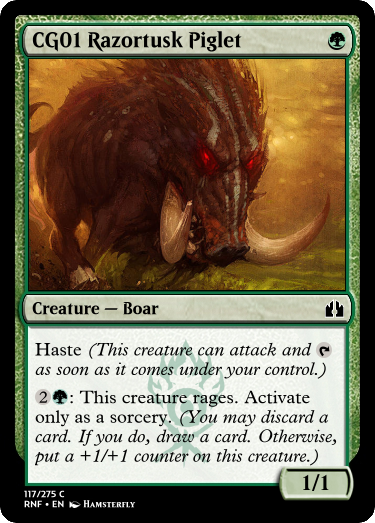 CG01 Razortusk Piglet
Creature — Boar
Haste (This creature can attack and
as soon as it comes under your control.)
2: This creature rages. Activate
only as a sorcery. (You may discard a
card. If you do, draw a card. Otherwise,
put a +1/+1 counter on this creature.)
1/1
117/275 C
RNF • EN Hamsterfly